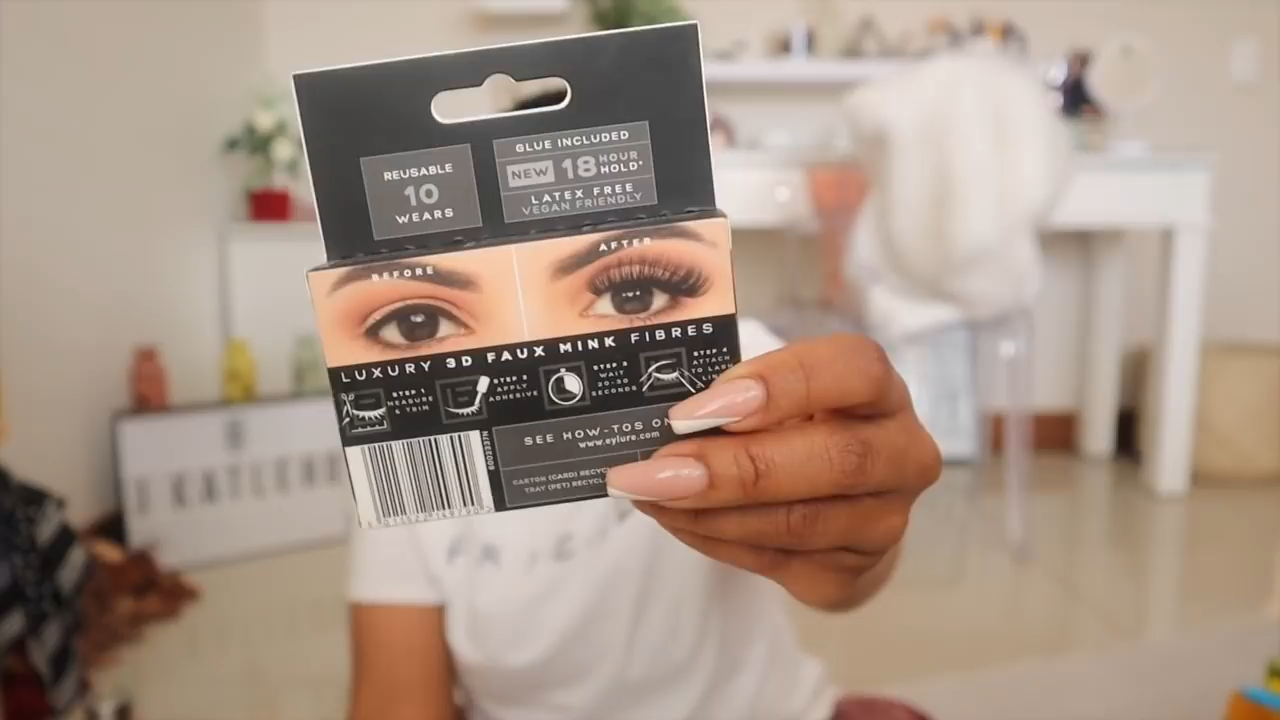 REUSABLE
10
WEARS
GLUE INCLUDED
NEW 18 HOUR HOLD*
LATEX FREE
VEGAN FRIENDLY
BEFORE
AFTER
LUXURY 3D FAUX MINK FIBRES
STEP 1
MEASURE
& TRIM
STEP 2
APPLY
ADHESIVE
STEP 3
WAIT
20-30
SECONDS
STEP 4
ATTACH
TO LASH
LINE
SEE HOW-TOS ON
www.eylure.com
CARTON (CARD)
TRAY (PET)